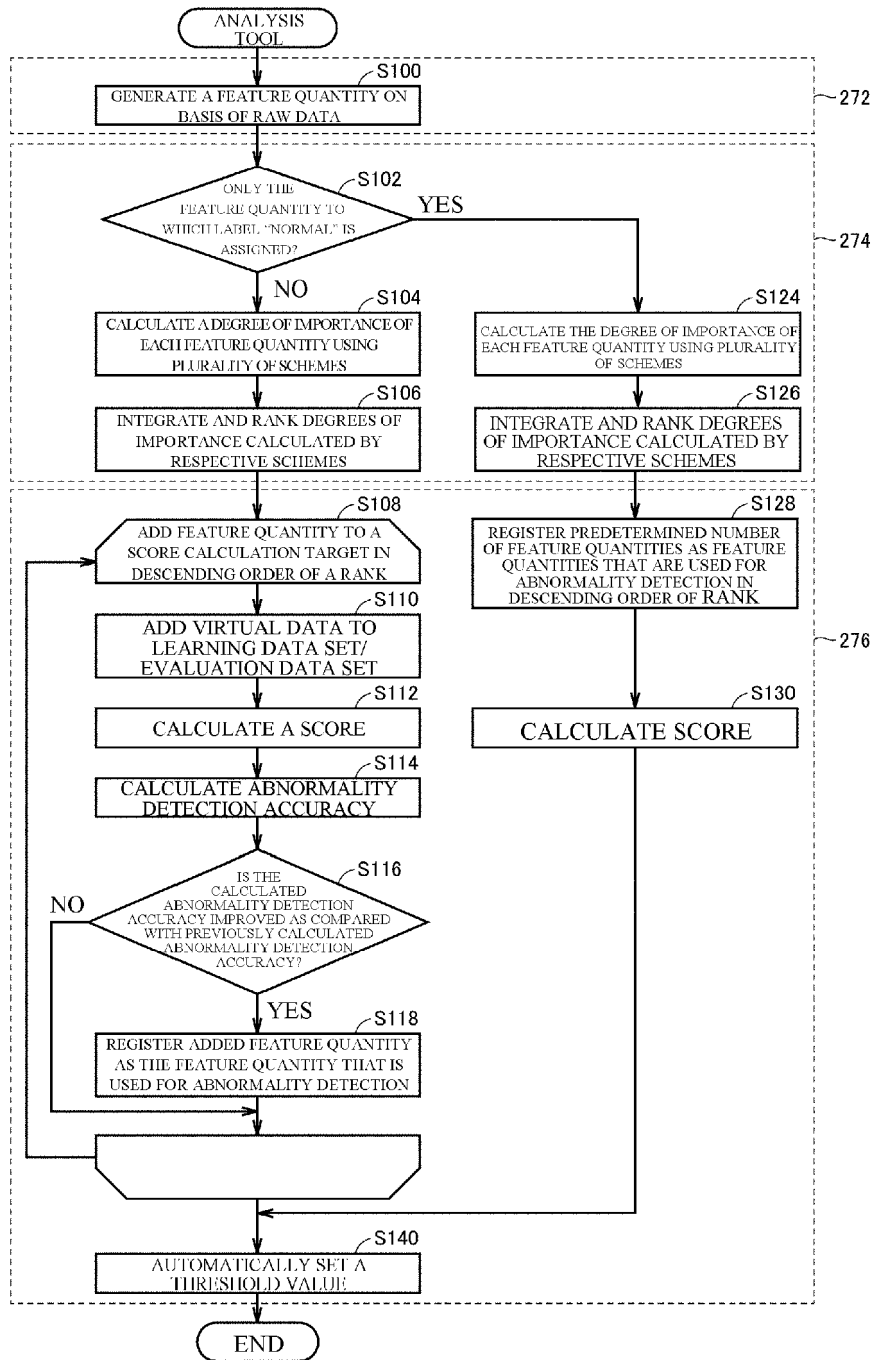 ANALYSIS
TOOL
S100
GENERATE A FEATURE QUANTITY ON
BASIS OF RAW DATA
272
S102
ONLY THE
FEATURE QUANTITY TO
WHICH LABEL "NORMAL" IS
ASSIGNED?
YES
NO
274
S104
CALCULATE A DEGREE OF IMPORTANCE OF
EACH FEATURE QUANTITY USING
PLURALITY OF SCHEMES
S124
CALCULATE THE DEGREE OF IMPORTANCE OF
EACH FEATURE QUANTITY USING PLURALITY
OF SCHEMES
S106
INTEGRATE AND RANK DEGREES OF
IMPORTANCE CALCULATED BY
RESPECTIVE SCHEMES
S126
INTEGRATE AND RANK DEGREES
OF IMPORTANCE CALCULATED BY
RESPECTIVE SCHEMES
S108
ADD FEATURE QUANTITY TO A
SCORE CALCULATION TARGET IN
DESCENDING ORDER OF A RANK
S128
REGISTER PREDETERMINED NUMBER
OF FEATURE QUANTITIES AS FEATURE
QUANTITIES THAT ARE USED FOR
ABNORMALITY DETECTION IN
DESCENDING ORDER OF RANK
S110
ADD VIRTUAL DATA TO
LEARNING DATA SET/
EVALUATION DATA SET
276
S112
CALCULATE A SCORE
S130
CALCULATE SCORE
S114
CALCULATE ABNORMALITY
DETECTION ACCURACY
S116
IS THE
CALCULATED
ABNORMALITY DETECTION
ACCURACY IMPROVED AS COMPARED
WITH PREVIOUSLY CALCULATED
ABNORMALITY DETECTION
ACCURACY?
NO
YES
S118
REGISTER ADDED FEATURE QUANTITY
AS THE FEATURE QUANTITY THAT IS
USED FOR ABNORMALITY DETECTION
S140
AUTOMATICALLY SET A
THRESHOLD VALUE
END